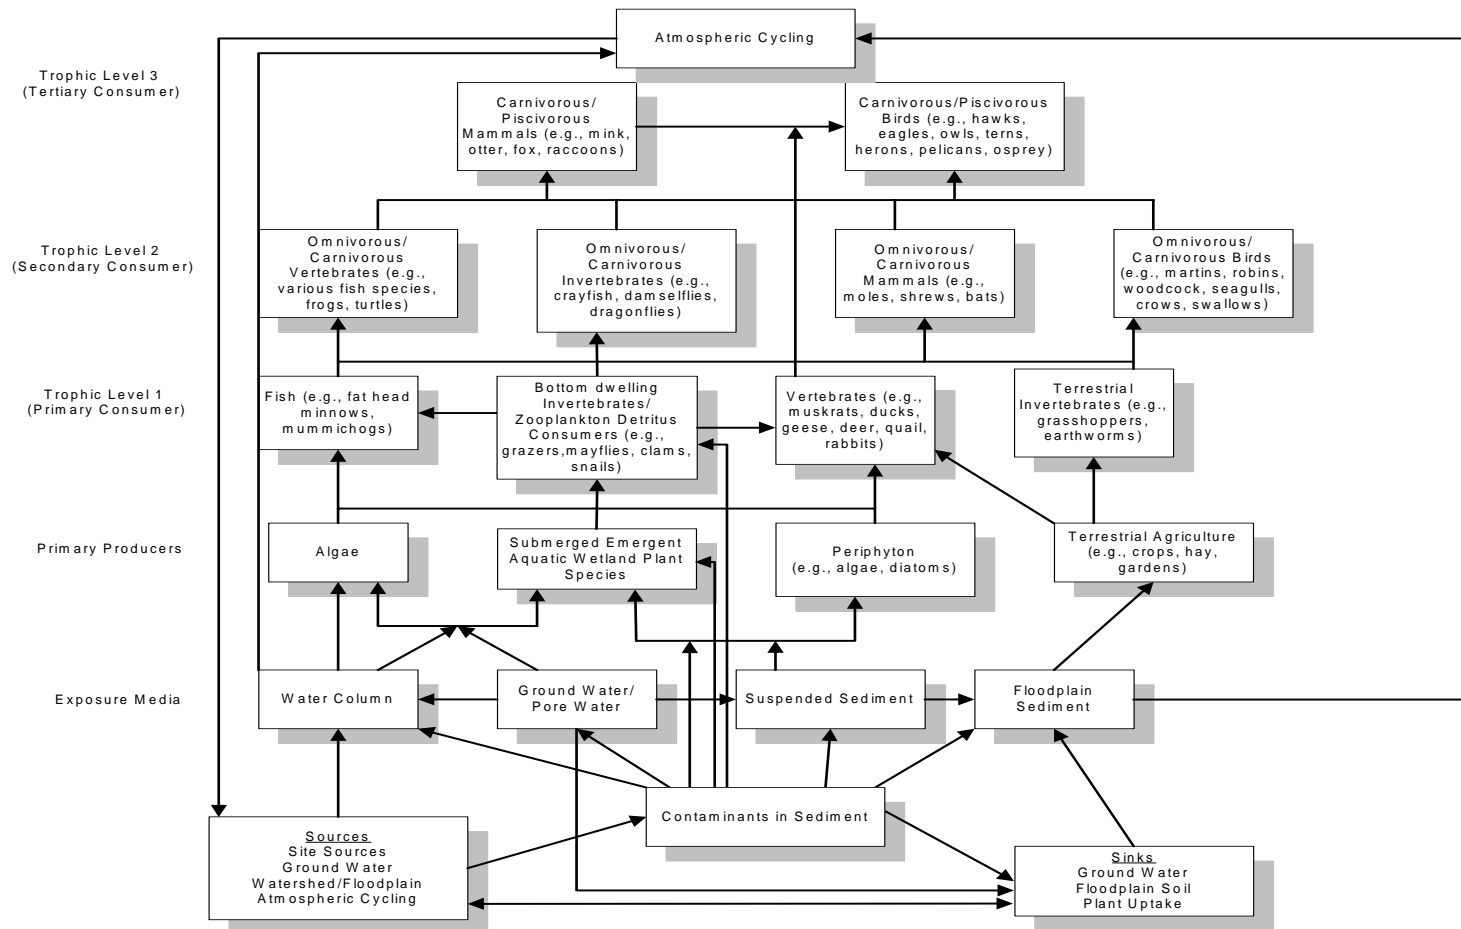 Atmospheric Cycling
Trophic Level 3
(Tertiary Consumer)
Carnivorous/
Piscivorous
Mammals (e.g., mink,
otter, fox, raccoons)
Carnivorous/Piscivorous
Birds (e.g., hawks,
eagles, owls, terns,
herons, pelicans, osprey)
Trophic Level 2
(Secondary Consumer)
Omnivorous/
Carnivorous
Vertebrates (e.g.,
various fish species,
frogs, turtles)
Omnivorous/
Carnivorous
Invertebrates (e.g.,
crayfish, damselflies,
dragonflies)
Omnivorous/
Carnivorous
Mammals (e.g.,
moles, shrews, bats)
Omnivorous/
Carnivorous Birds
(e.g., martins, robins,
woodcock, seagulls,
crows, swallows)
Trophic Level 1
(Primary Consumer)
Fish (e.g., fat head
minnows,
mummichogs)
Bottom dwelling
Invertebrates/
Zooplankton Detritus
Consumers (e.g.,
grazers,mayflies, clams,
snails)
Vertebrates (e.g.,
muskrats, ducks,
geese, deer, quail,
rabbits)
Terrestrial
Invertebrates (e.g.,
grasshoppers,
earthworms)
Primary Producers
Algae
Submerged Emergent
Aquatic Wetland Plant
Species
Periphyton
(e.g., algae, diatoms)
Terrestrial Agriculture
(e.g., crops, hay,
gardens)
Exposure Media
Water Column
Ground Water/
Pore Water
Suspended Sediment
Floodplain
Sediment
Contaminants in Sediment
Sources
Site Sources
Ground Water
Watershed/Floodplain
Atmospheric Cycling
Sinks
Ground Water
Floodplain Soil
Plant Uptake